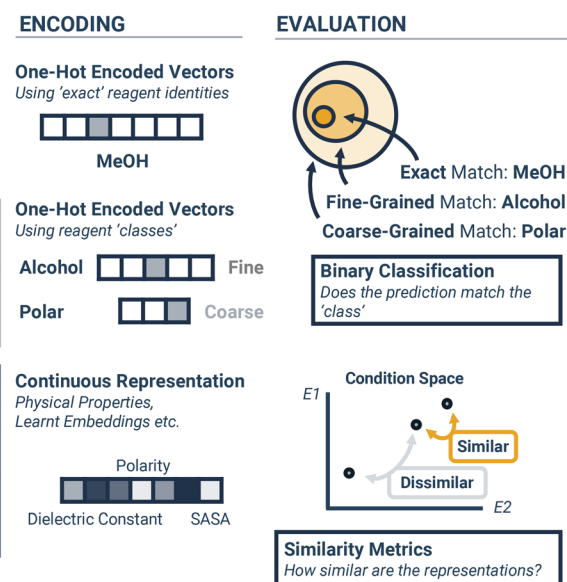 ENCODING
EVALUATION
One-Hot Encoded Vectors
Using 'exact' reagent identities
MeOH
Exact Match: MeOH
Fine-Grained Match: Alcohol
Coarse-Grained Match: Polar
One-Hot Encoded Vectors
Using reagent 'classes'
Alcohol
Fine
Polar
Coarse
Binary Classification
Does the prediction match the
'class'
Continuous Representation
Physical Properties,
Learnt Embeddings etc.
Polarity
Dielectric Constant
SASA
Condition Space
E1
Similar
Dissimilar
E2
Similarity Metrics
How similar are the representations?